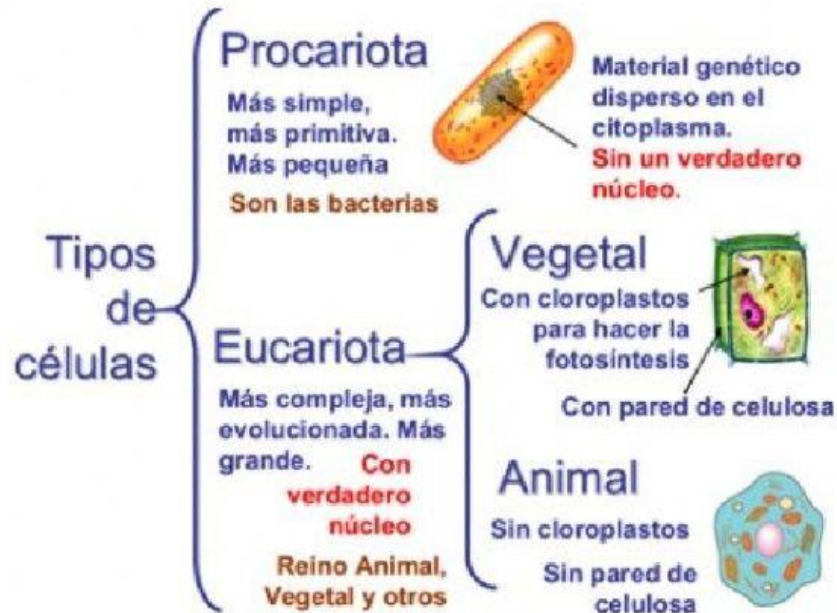 Tipos
de
células
Procariota
Más simple,
más primitiva.
Más pequeña
Son las bacterias
Material genético
disperso en el
citoplasma.
Sin un verdadero
núcleo.
Eucariota
Más compleja, más
evolucionada. Más
grande. Con
verdadero
núcleo
Reino Animal,
Vegetal y otros
Vegetal
Con cloroplastos
para hacer la
fotosíntesis
Con pared de celulosa
Animal
Sin cloroplastos
Sin pared de
celulosa